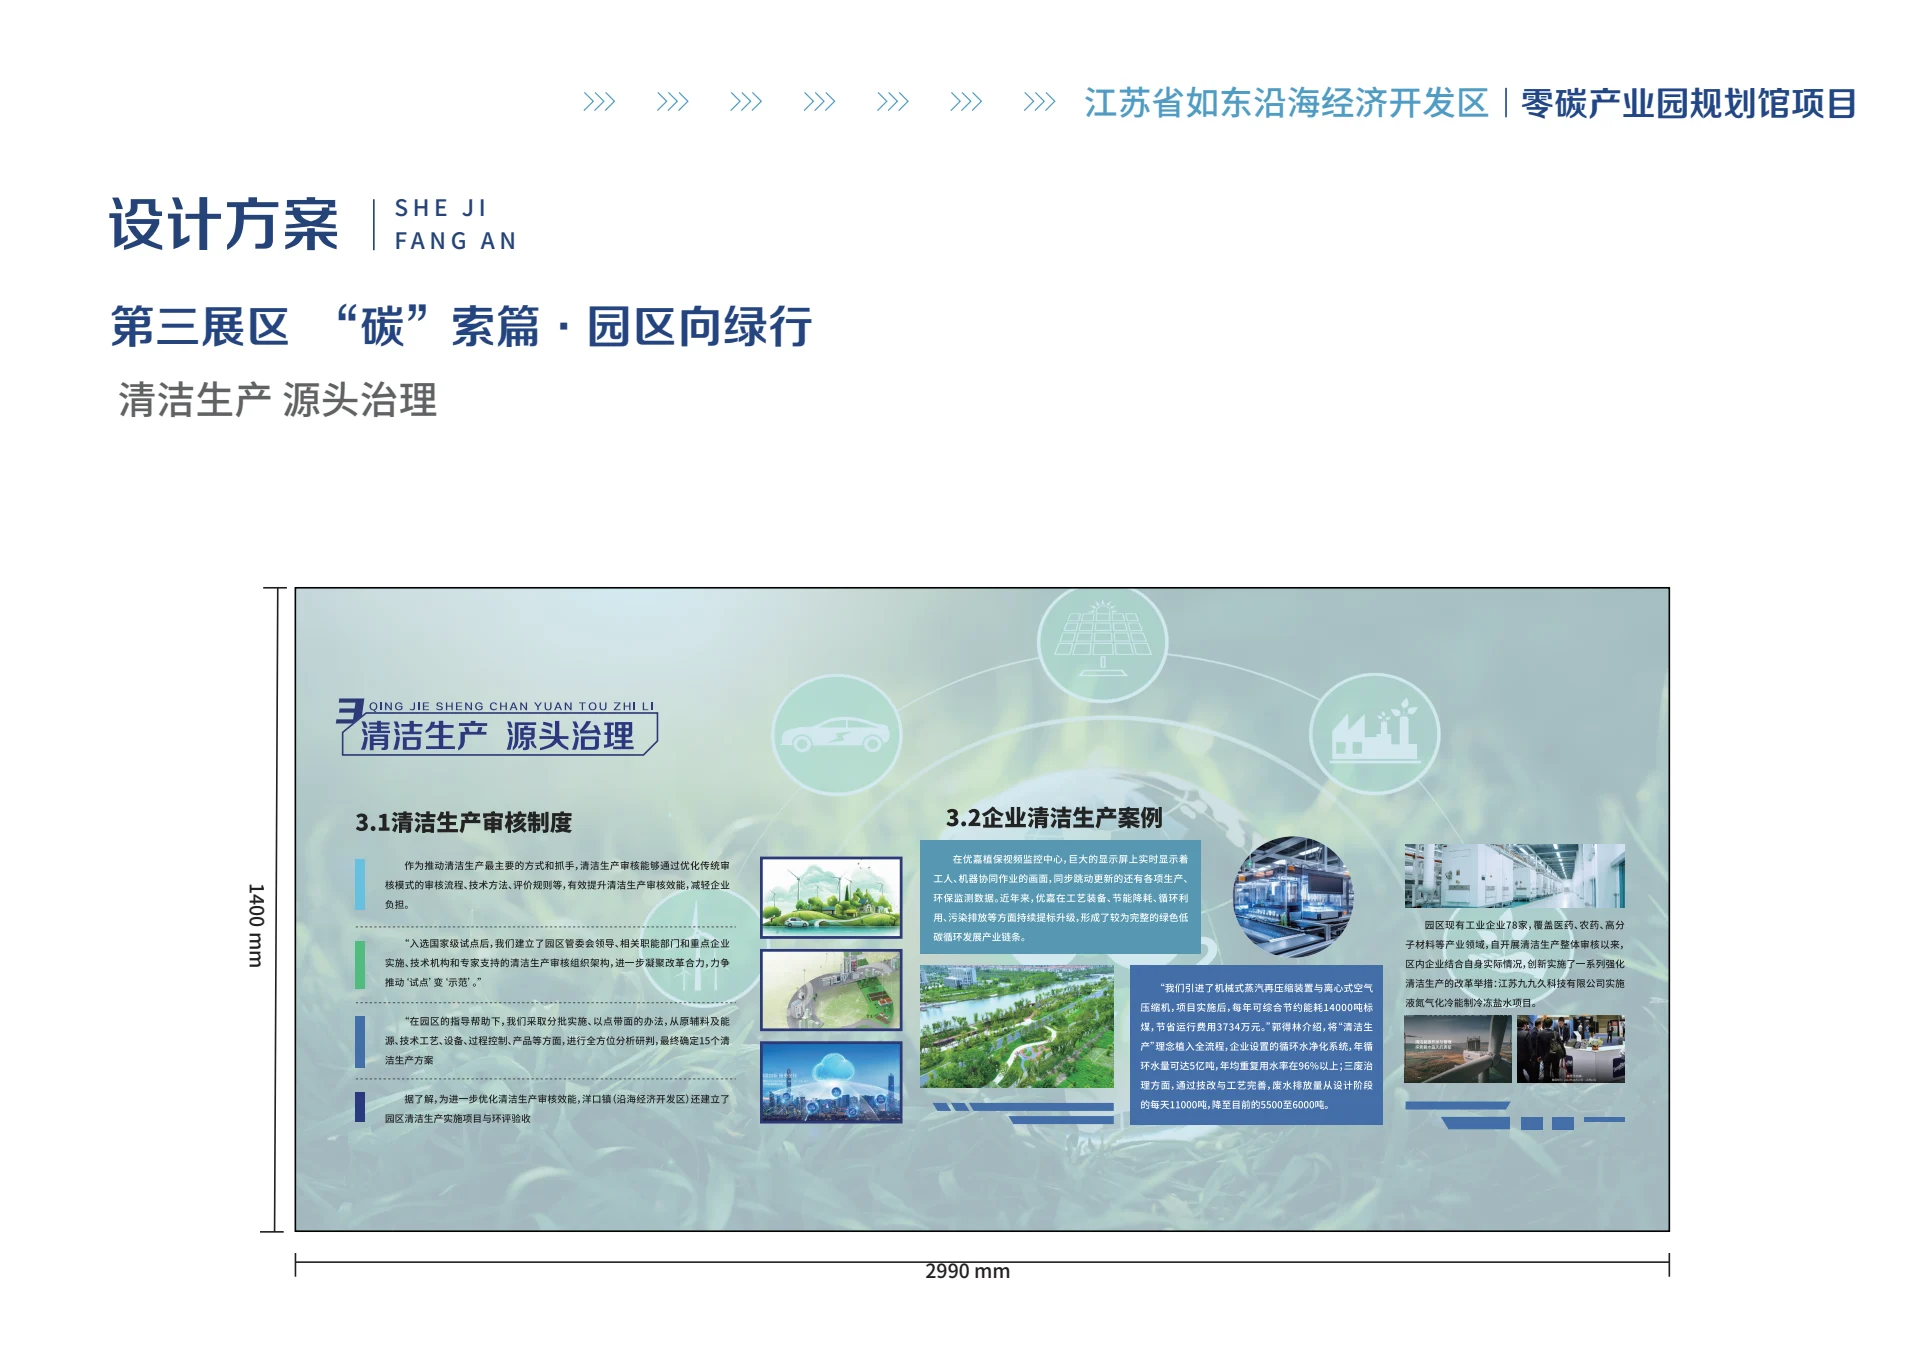 江苏省如东沿海经济开发区|零碳产业园规划馆项目
设计方案
SHE JI
FANG AN
第三展区 “碳”索篇·园区向绿行
清洁生产 源头治理
1400 mm
2990 mm
3
QING JIE SHENG CHAN YUAN TOU ZHI LI
清洁生产 源头治理
3.1清洁生产审核制度
作为推动清洁生产最主要的方式和抓手，清洁生产审核能够通过优化传统审
核模式的审核流程、技术方法、评价规则等，有效提升清洁生产审核效能，减轻企业
负担。
“入选国家级试点后，我们建立了园区管委会领导、相关职能部门和重点企业
实施、技术机构和专家支持的清洁生产审核组织架构，进一步凝聚改革合力，力争
推动‘试点’变‘示范’。”
“在园区的指导帮助下，我们采取分批实施、以点带面的办法，从原辅料及能
源、技术工艺、设备、过程控制、产品等方面，进行全方位分析研判，最终确定15个清
洁生产方案
据了解，为进一步优化清洁生产审核效能，洋口镇（沿海经济开发区）还建立了
园区清洁生产实施项目与环评验收
3.2企业清洁生产案例
在优嘉植保视频监控中心，巨大的显示屏上实时显示着
工人、机器协同作业的画面，同步跳动更新的还有各项生产、
环保监测数据。近年来，优嘉在工艺装备、节能降耗、循环利
用、污染排放等方面持续提标升级，形成了较为完整的绿色低
碳循环发展产业链条。
“我们引进了机械式蒸汽再压缩装置与离心式空气
压缩机，项目实施后，每年可综合节约能耗14000吨标
煤，节省运行费用3734万元。”郭得林介绍，将“清洁生
产”理念植入全流程，企业设置的循环水净化系统，年循
环水量可达5亿吨，年均重复用水率在96%以上；三废治
理方面，通过技改与工艺完善，废水排放量从设计阶段
的每天11000吨，降至目前的5500至6000吨。
园区现有工业企业78家，覆盖医药、农药、高分
子材料等产业领域，自开展清洁生产整体审核以来，
区内企业结合自身实际情况，创新实施了一系列强化
清洁生产的改革举措：江苏九九久科技有限公司实施
液氮气化冷能制冷冻盐水项目。